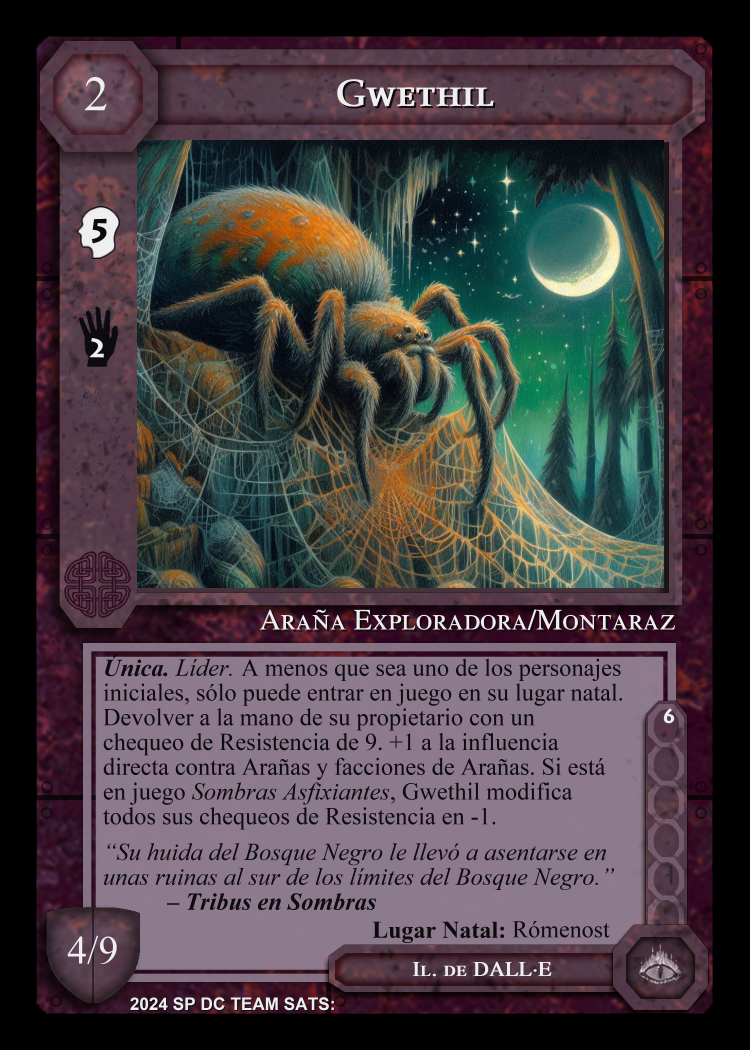 2
Gwethil
5
2
Araña Exploradora/Montaraz
Única. Líder. A menos que sea uno de los personajes
iniciales, sólo puede entrar en juego en su lugar natal.
Devolver a la mano de su propietario con un
chequeo de Resistencia de 9. +1 a la influencia
directa contra Arañas y facciones de Arañas. Si está
en juego Sombras Asfixiantes, Gwethil modifica
todos sus chequeos de Resistencia en -1.
6
“Su huida del Bosque Negro le llevó a asentarse en
unas ruinas al sur de los límites del Bosque Negro.”
– Tribus en Sombras
Lugar Natal: Rómenost
4/9
Il. de DALL·E
2024 SP DC TEAM SATS: